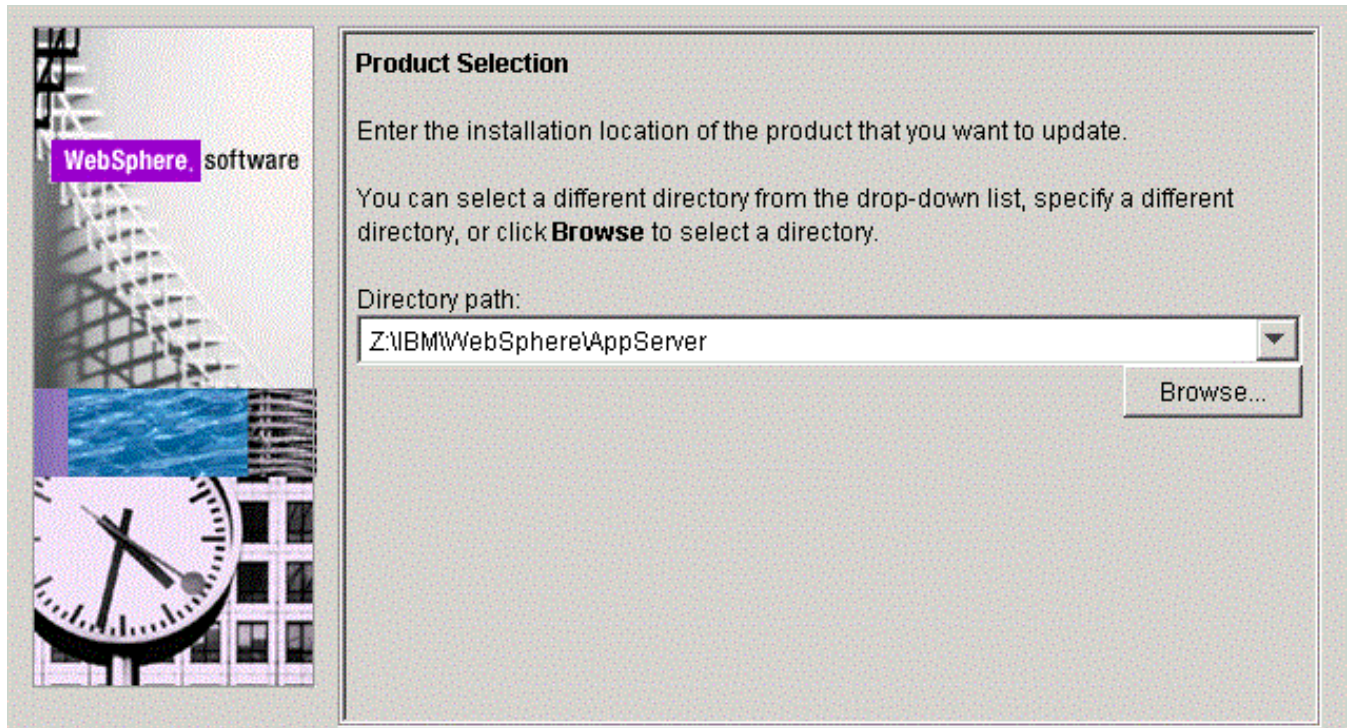 Product Selection
Enter the installation location of the product that you want to update.
WebSphere. software
You can select a different directory from the drop-down list, specify a different
directory, or click Browse to select a directory.
Directory path:
Z:\IBM\WebSphere\AppServer
Browse...